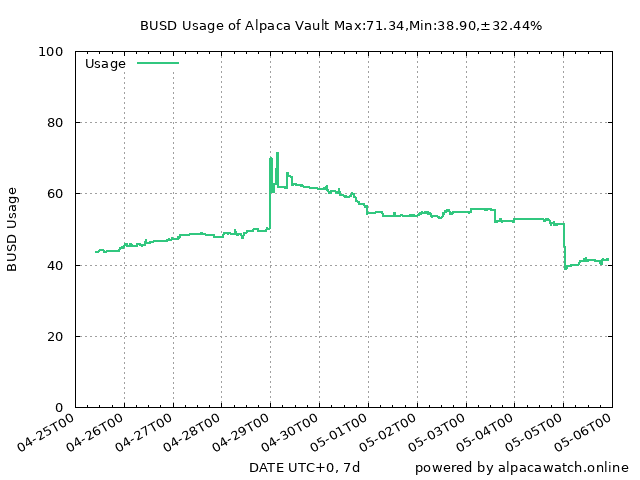 BUSD Usage of Alpaca Vault Max:71.34,Min:38.90,±32.44%
Usage
100
80
60
40
20
0
BUSD Usage
04-25T00
04-26T00
04-27T00
04-28T00
04-29T00
04-30T00
05-01T00
05-02T00
05-03T00
05-04T00
05-05T00
05-06T00
DATE UTC+0, 7d
powered by alpacawatch.online